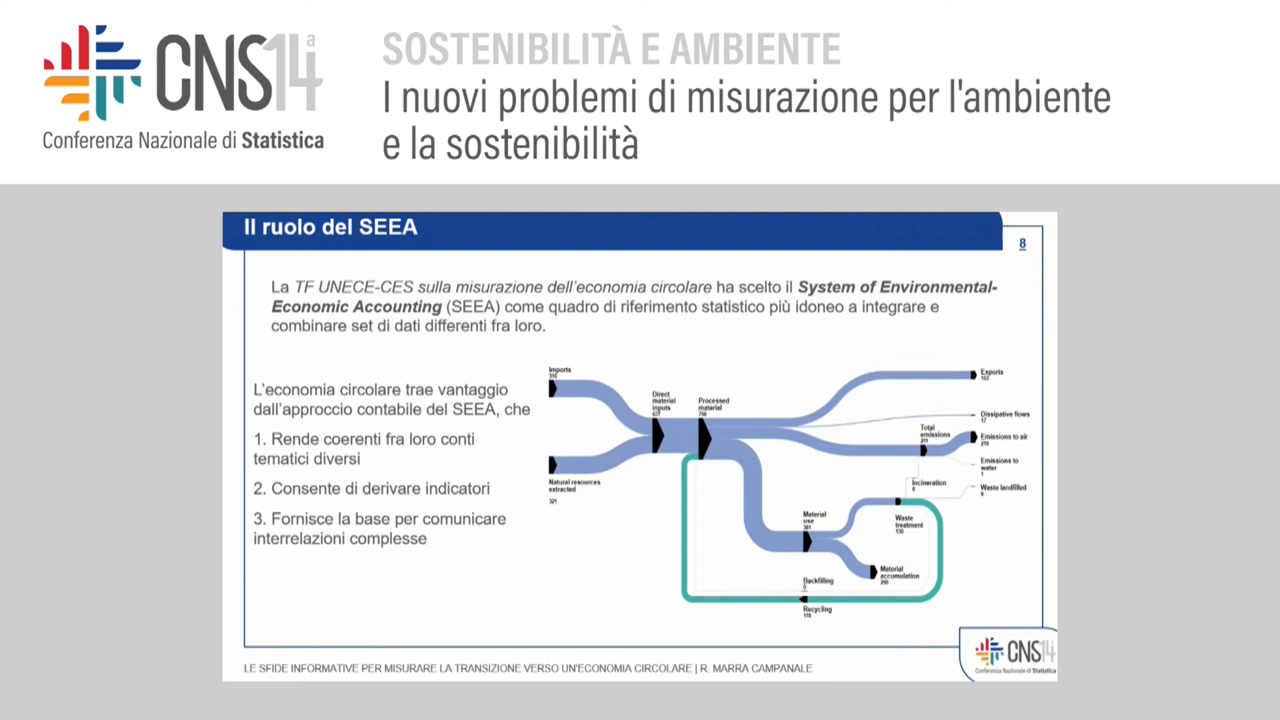 CNS14ª
Conferenza Nazionale di Statistica
SOSTENIBILITÀ E AMBIENTE
I nuovi problemi di misurazione per l'ambiente
e la sostenibilità
Il ruolo del SEEA
8
La TF UNECE-CES sulla misurazione dell'economia circolare ha scelto il System of Environmental-
Economic Accounting (SEEA) come quadro di riferimento statistico più idoneo a integrare e
combinare set di dati differenti fra loro.
L'economia circolare trae vantaggio
dall'approccio contabile del SEEA, che
1. Rende coerenti fra loro conti
tematici diversi
2. Consente di derivare indicatori
3. Fornisce la base per comunicare
interrelazioni complesse
Imports
Natural resources
extracted
321
Direct
material
inputs
Processed
material
Exports
Dissipative flows
17
Total
emissions
Emissions to air
Emissions to
water
1
Incineration
Waste landfilled
Waste
treatment
Material
use
Material
accumulation
Backfilling
Recycling
LE SFIDE INFORMATIVE PER MISURARE LA TRANSIZIONE VERSO UN'ECONOMIA CIRCOLARE | R. MARRA CAMPANALE
CNS14
Conferenza Nazionale di Statistica